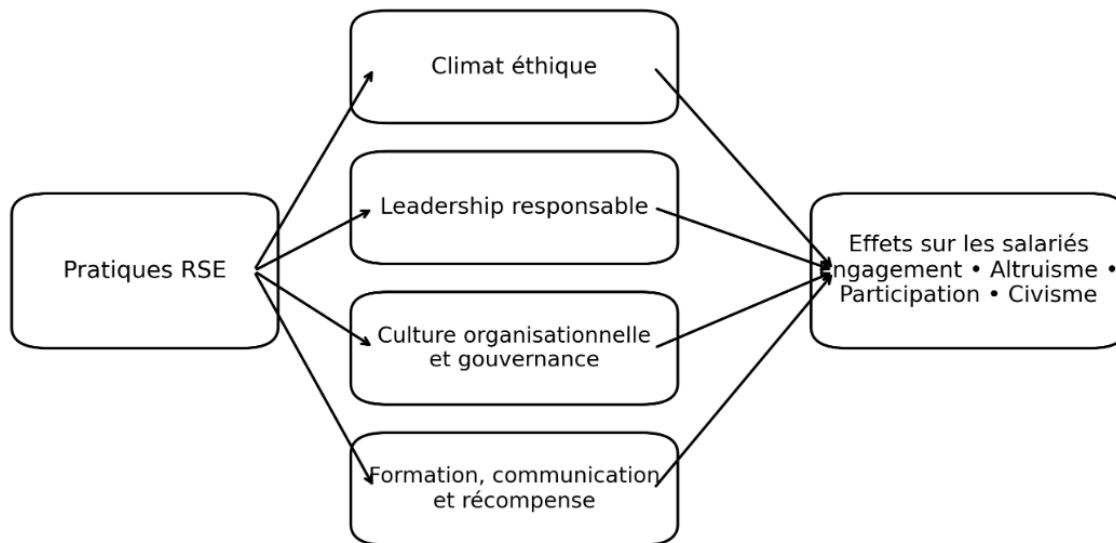 Climat éthique
Leadership responsable
Pratiques RSE
Culture organisationnelle
et gouvernance
Formation, communication
et récompense
Effets sur les salariés
Engagement • Altruisme •
Participation • Civisme